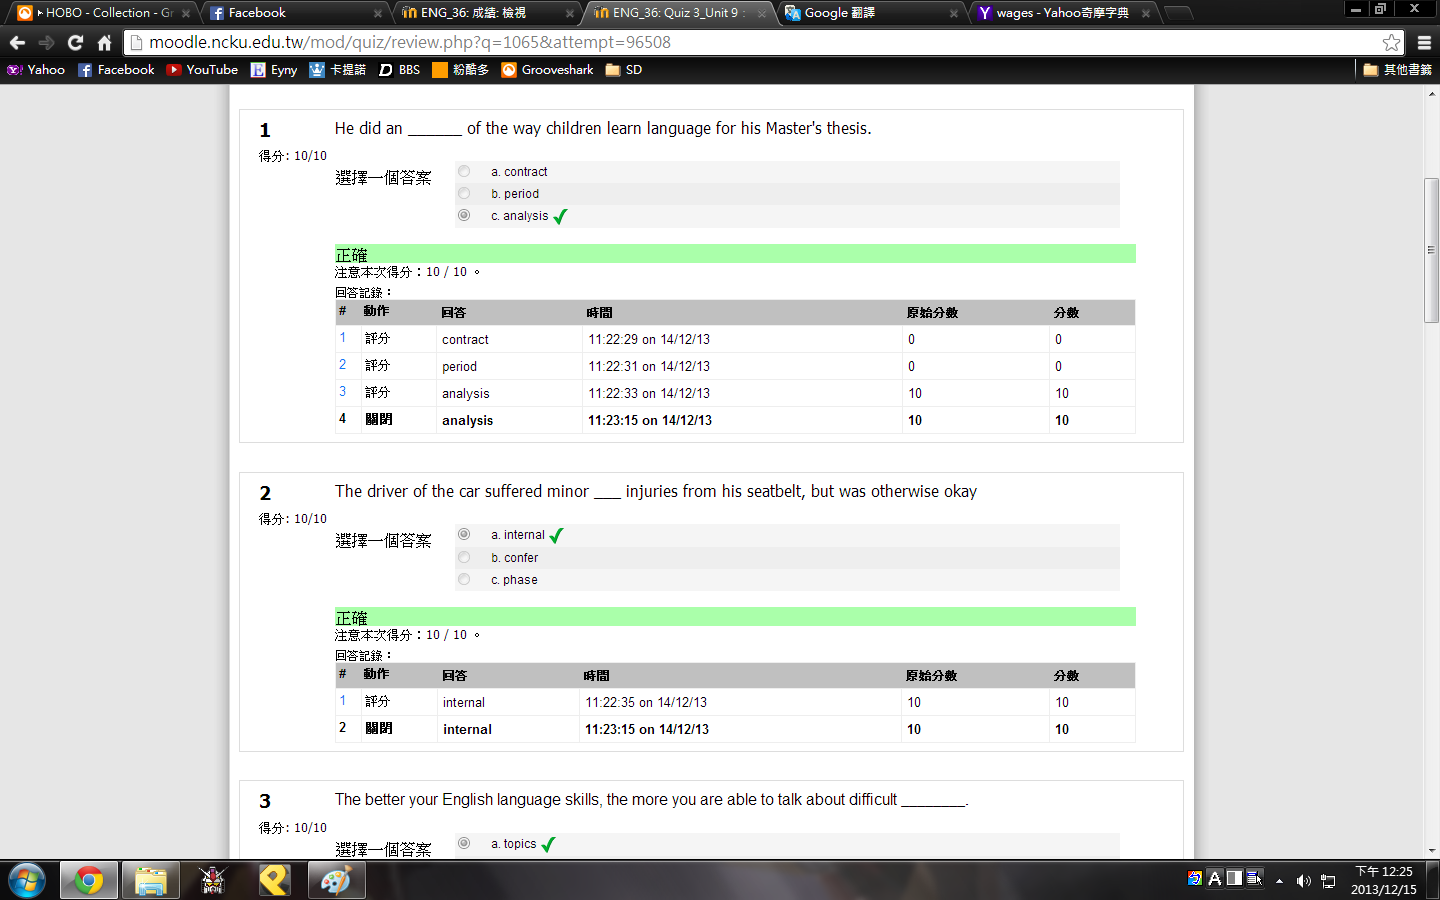 HOBO - Collection - Gr
Facebook
ENG_36: 成績: 檢視
ENG_36: Quiz 3_Unit 9 :
Google 翻譯
wages - Yahoo奇摩字典
moodle.ncku.edu.tw/mod/quiz/review.php?q=1065&attempt=96508
Yahoo
Facebook
YouTube
Eyny
卡提諾
BBS
粉酷多
Grooveshark
SD
其他書籤
1
He did an _______ of the way children learn language for his Master's thesis.
得分: 10/10
選擇一個答案
a. contract
b. period
c. analysis
正確
注意本次得分：10 / 10 。
回答記錄：
# 動作 回答 時間 原始分數 分數
1 評分 contract 11:22:29 on 14/12/13 0 0
2 評分 period 11:22:31 on 14/12/13 0 0
3 評分 analysis 11:22:33 on 14/12/13 10 10
4 關閉 analysis 11:23:15 on 14/12/13 10 10
2
The driver of the car suffered minor ____ injuries from his seatbelt, but was otherwise okay
得分: 10/10
選擇一個答案
a. internal
b. confer
c. phase
正確
注意本次得分：10 / 10 。
回答記錄：
# 動作 回答 時間 原始分數 分數
1 評分 internal 11:22:35 on 14/12/13 10 10
2 關閉 internal 11:23:15 on 14/12/13 10 10
3
The better your English language skills, the more you are able to talk about difficult ________.
得分: 10/10
選擇一個答案
a. topics
下午 12:25
2013/12/15